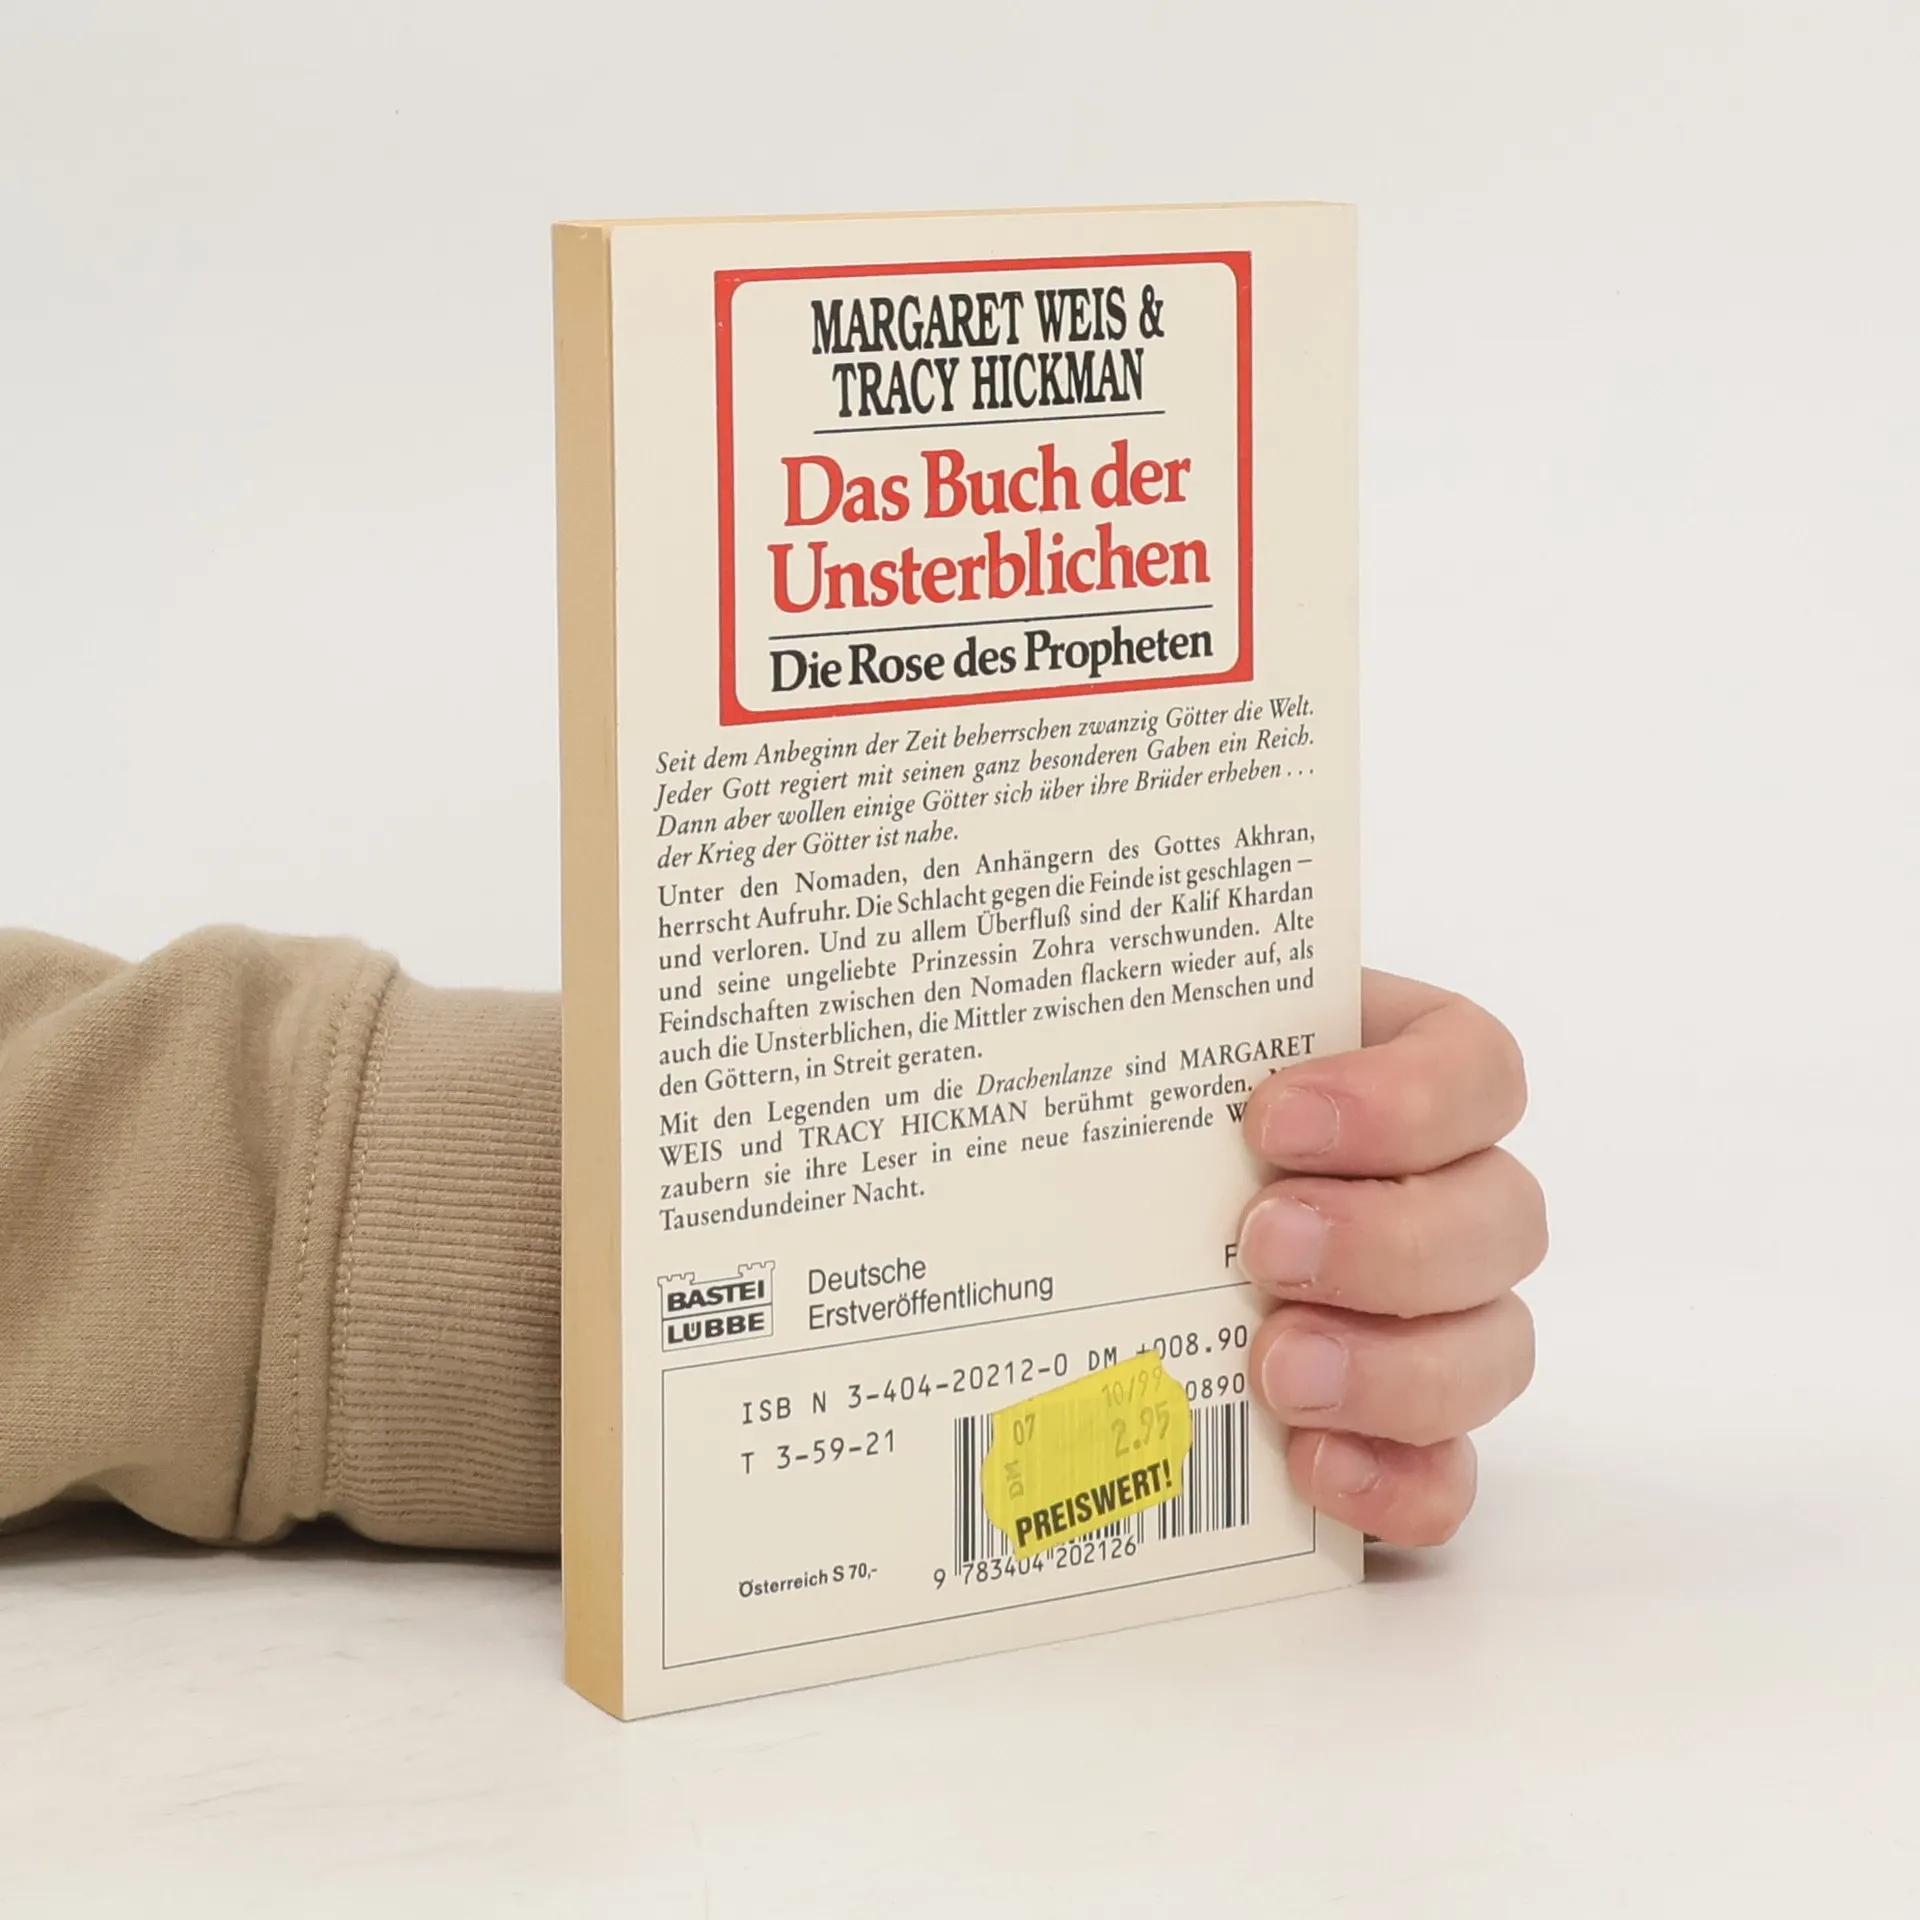 MARGARET WEIS &
TRACY HICKMAN
Das Buch der
Unsterblichen
Die Rose des Propheten
Seit dem Anbeginn der Zeit beherrschen zwanzig Götter die Welt.
Jeder Gott regiert mit seinen ganz besonderen Gaben ein Reich.
Dann aber wollen einige Götter sich über ihre Brüder erheben . . .
der Krieg der Götter ist nahe.
Unter den Nomaden, den Anhängern des Gottes Akhran,
herrscht Aufruhr. Die Schlacht gegen die Feinde ist geschlagen –
und verloren. Und zu allem Überfluß sind der Kalif Khardan
und seine ungeliebte Prinzessin Zohra verschwunden. Alte
Feindschaften zwischen den Nomaden flackern wieder auf, als
auch die Unsterblichen, die Mittler zwischen den Menschen und
den Göttern, in Streit geraten.
Mit den Legenden um die Drachenlanze sind MARGARET
WEIS und TRACY HICKMAN berühmt geworden.
zaubern sie ihre Leser in eine neue faszinierende
Tausendundeiner Nacht.
BASTEI
LÜBBE
Deutsche
Erstveröffentlichung
F
ISB N 3-404-20212-0 DM +008.90
0890
T 3-59-21
10/99
07
DM 2.95
PREISWERT!
Österreich S 70,-
9 783404 202126